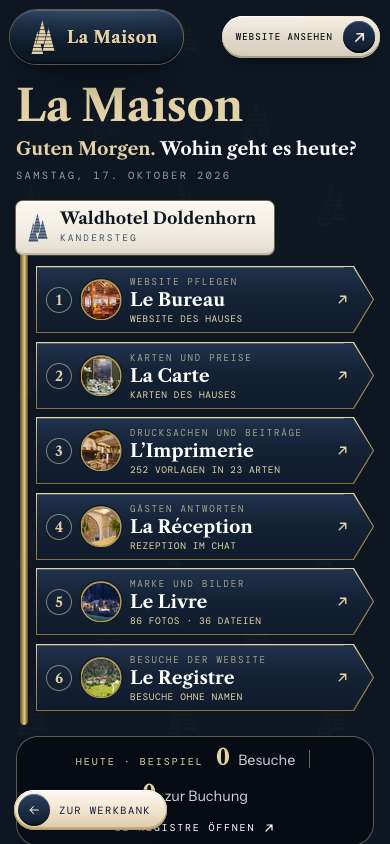 La Maison
WEBSITE ANSEHEN
La Maison
Guten Morgen. Wohin geht es heute?
SAMSTAG, 17. OKTOBER 2026
Waldhotel Doldenhorn
KANDERSTEG
1
WEBSITE PFLEGEN
Le Bureau
WEBSITE DES HAUSES
2
KARTEN UND PREISE
La Carte
KARTEN DES HAUSES
3
DRUCKSACHEN UND BEITRÄGE
L’Imprimerie
252 VORLAGEN IN 23 ARTEN
4
GÄSTEN ANTWORTEN
La Réception
REZEPTION IM CHAT
5
MARKE UND BILDER
Le Livre
86 FOTOS · 36 DATEIEN
6
BESUCHE DER WEBSITE
Le Registre
BESUCHE OHNE NAMEN
HEUTE · BEISPIEL 0 Besuche
zur Buchung
ZUR WERKBANK
REGISTRE ÖFFNEN